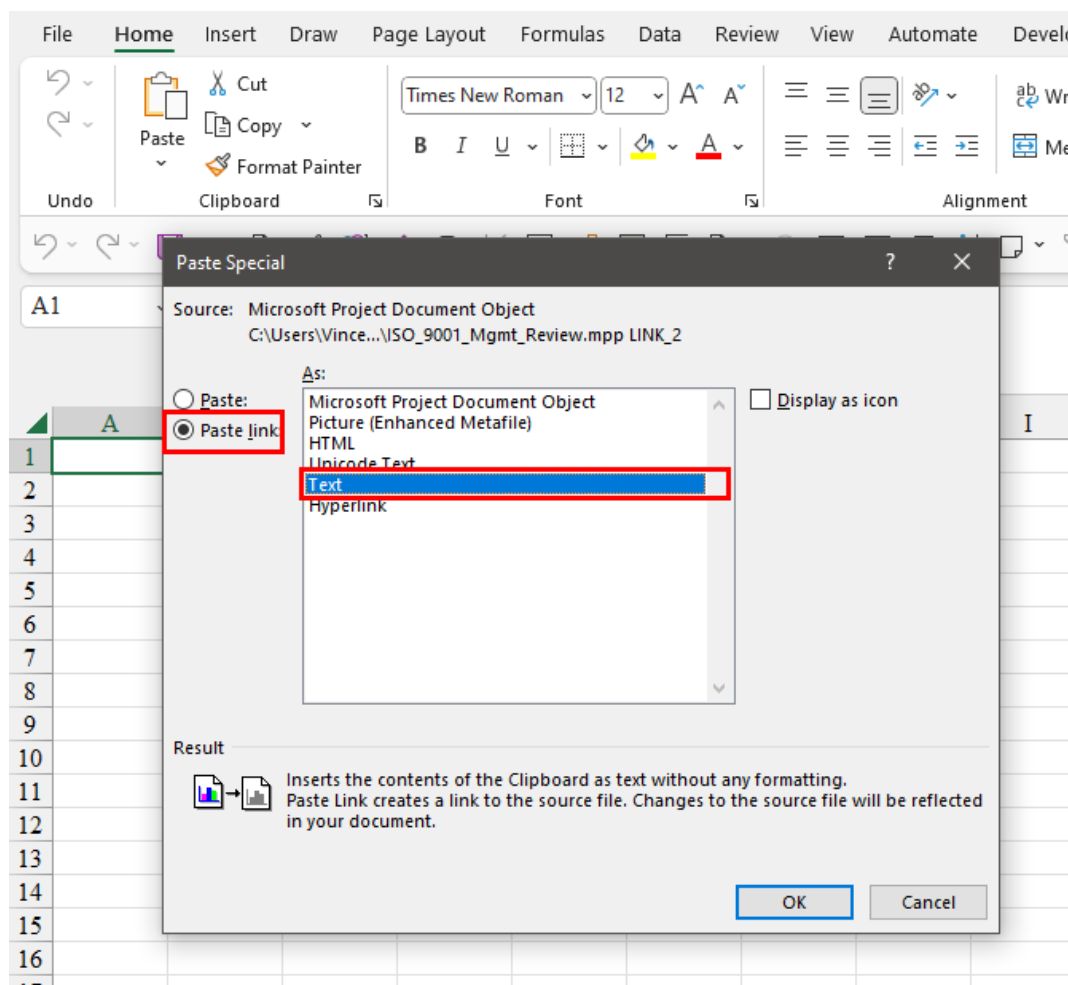 File Home Insert Draw Page Layout Formulas Data Review View Automate Develo
Cut
Copy
Format Painter
Paste
Times New Roman 12 A A
B I U A
ab Wr
Me
Undo Clipboard Font Alignment
Paste Special ? ×
A1
Source: Microsoft Project Document Object
C:\Users\Vince...\ISO_9001_Mgmt_Review.mpp LINK_2
As:
Paste:
Paste link:
Microsoft Project Document Object
Picture (Enhanced Metafile)
HTML
Unicode Text
Text
Hyperlink
Display as icon
A I
1
2
3
4
5
6
7
8
9
10
11
12
13
14
15
16
Result
Inserts the contents of the Clipboard as text without any formatting.
Paste Link creates a link to the source file. Changes to the source file will be reflected
in your document.
OK Cancel